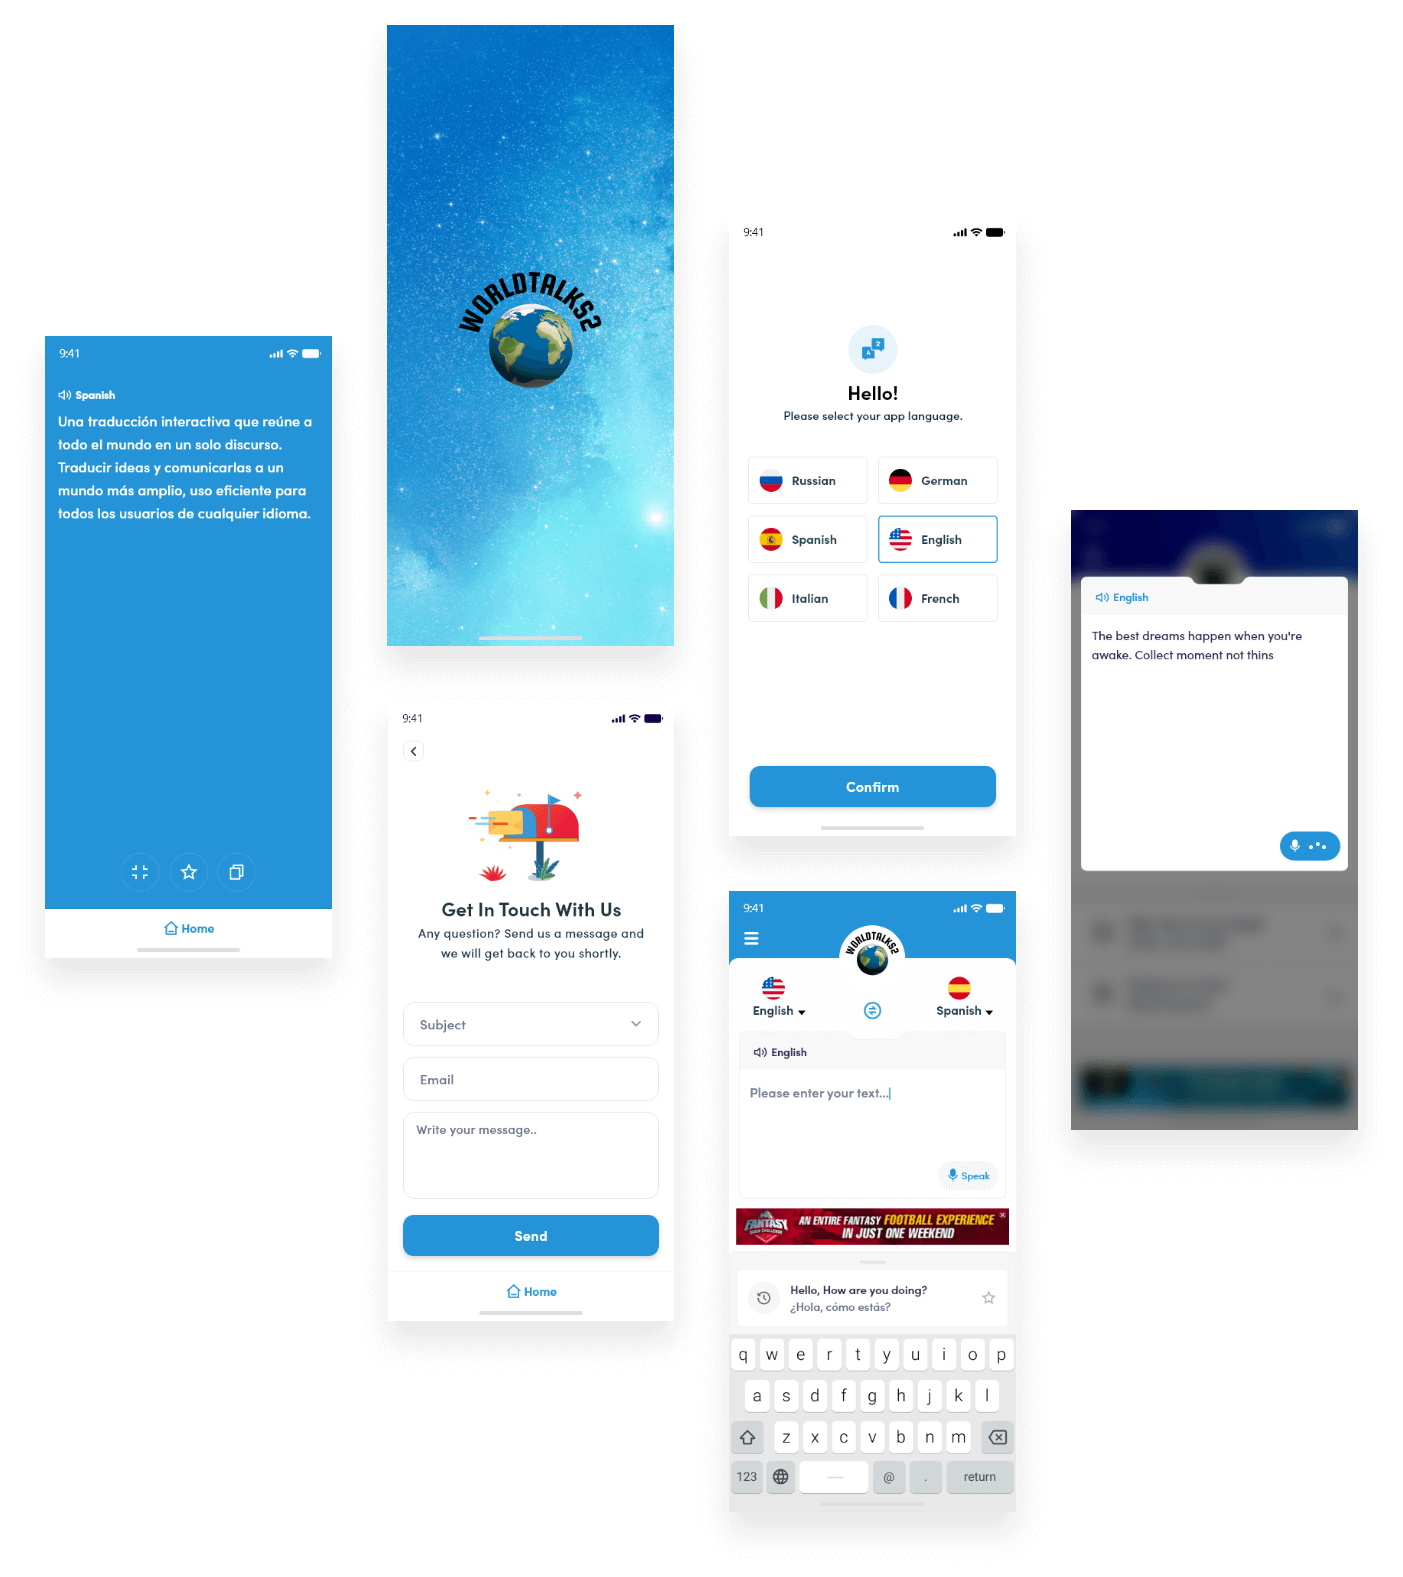 9:41
Spanish
Una traducción interactiva que reúne a
todo el mundo en un solo discurso.
Traducir ideas y comunicarlas a un
mundo más amplio, uso eficiente para
todos los usuarios de cualquier idioma.
Home
WORLDTALKS2
9:41
Get In Touch With Us
Any question? Send us a message and
we will get back to you shortly.
Subject
Email
Write your message..
Send
Home
9:41
Hello!
Please select your app language.
Russian
German
Spanish
English
Italian
French
Confirm
9:41
WORLDTALKS2
English
Spanish
English
Please enter your text...
Speak
FANTASY
AN ENTIRE FANTASY FOOTBALL EXPERIENCE
IN JUST ONE WEEKEND
Hello, How are you doing?
¿Hola, cómo estás?
q w e r t y u i o p
a s d f g h j k l
z x c v b n m
123 @ . return
English
The best dreams happen when you're
awake. Collect moment not thins